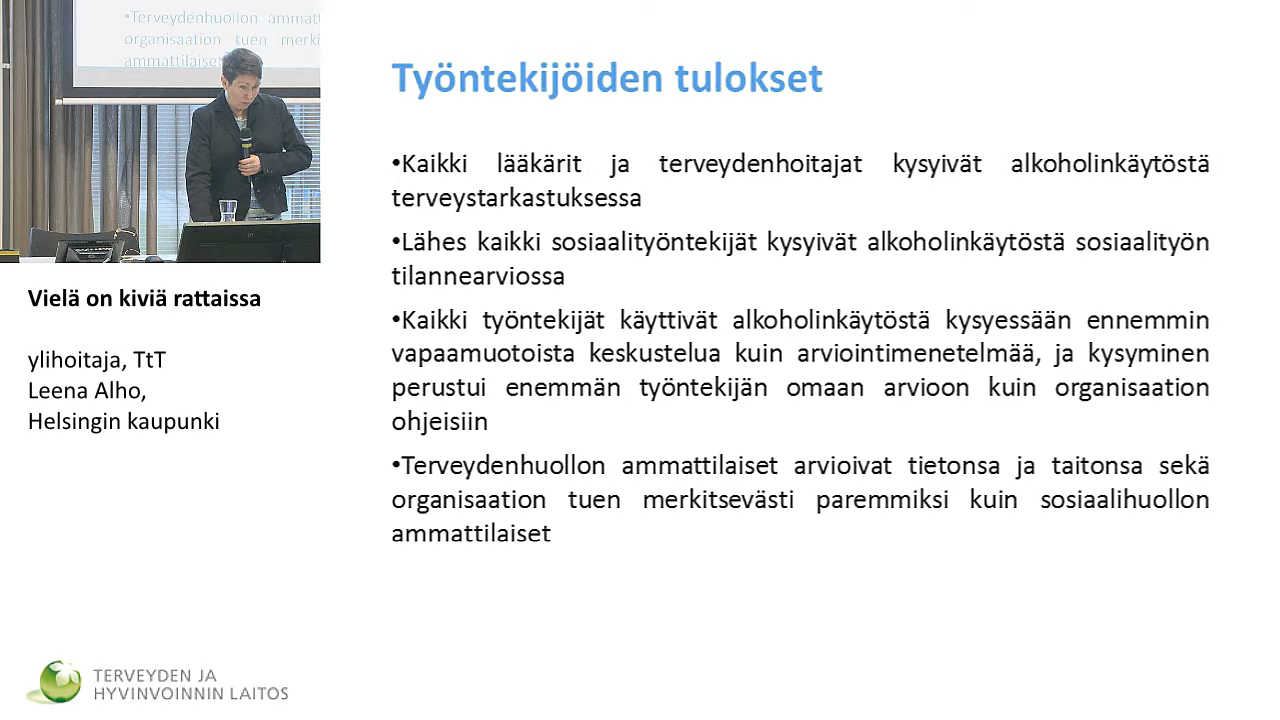 •Terveydenhuollon
organisaation tuen
ammattilaiset
Työntekijöiden tulokset
•Kaikki lääkärit ja terveydenhoitajat kysyivät alkoholinkäytöstä
terveystarkastuksessa
•Lähes kaikki sosiaalityöntekijät kysyivät alkoholinkäytöstä sosiaalityön
tilannearviossa
•Kaikki työntekijät käyttivät alkoholinkäytöstä kysyessään ennemmin
vapaamuotoista keskustelua kuin arviointimenetelmää, ja kysyminen
perustui enemmän työntekijän omaan arvioon kuin organisaation
ohjeisiin
•Terveydenhuollon ammattilaiset arvioivat tietonsa ja taitonsa sekä
organisaation tuen merkitsevästi paremmiksi kuin sosiaalihuollon
ammattilaiset
Vielä on kiviä rattaissa
ylihoitaja, TtT
Leena Alho,
Helsingin kaupunki
TERVEYDEN JA
HYVINVOINNIN LAITOS